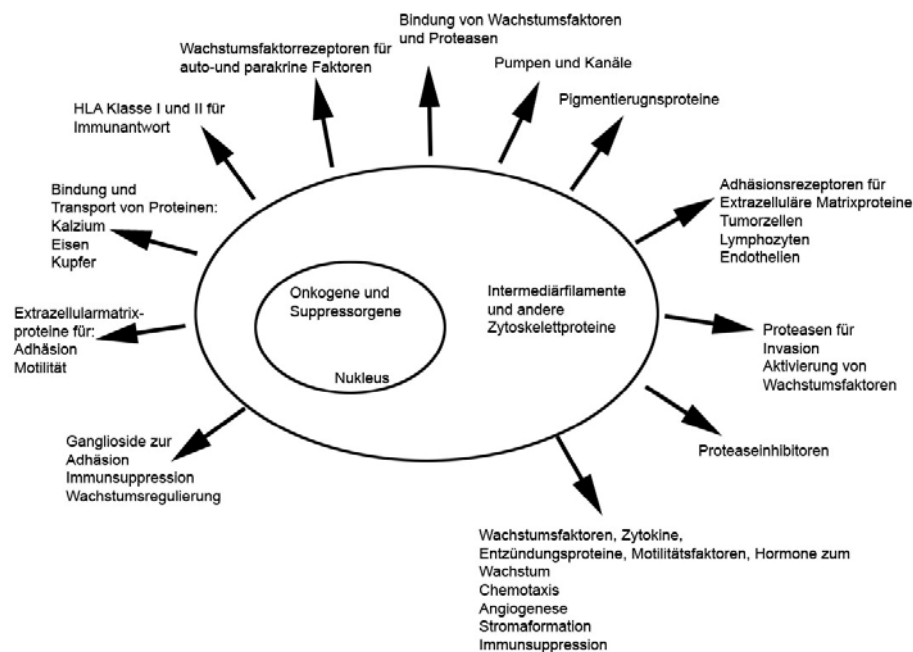 Bindung von Wachstumsfaktoren
und Proteasen
Wachstumsfaktorrezeptoren für
auto-und parakrine Faktoren
Pumpen und Kanäle
Pigmentierugnsproteine
HLA Klasse I und II für
Immunantwort
Bindung und
Transport von Proteinen:
Kalzium
Eisen
Kupfer
Adhäsionsrezeptoren für
Extrazelluläre Matrixproteine
Tumorzellen
Lymphozyten
Endothelien
Onkogene und
Suppressorgene
Nukleus
Intermediärfilamente
und andere
Zytoskelettproteine
Extrazellularmatrix-
proteine für:
Adhäsion
Motilität
Proteasen für
Invasion
Aktivierung von
Wachstumsfaktoren
Ganglioside zur
Adhäsion
Immunsuppression
Wachstumsregulierung
Proteaseinhibitoren
Wachstumsfaktoren, Zytokine,
Entzündungsproteine, Motilitätsfaktoren, Hormone zum
Wachstum
Chemotaxis
Angiogenese
Stromaformation
Immunsuppression